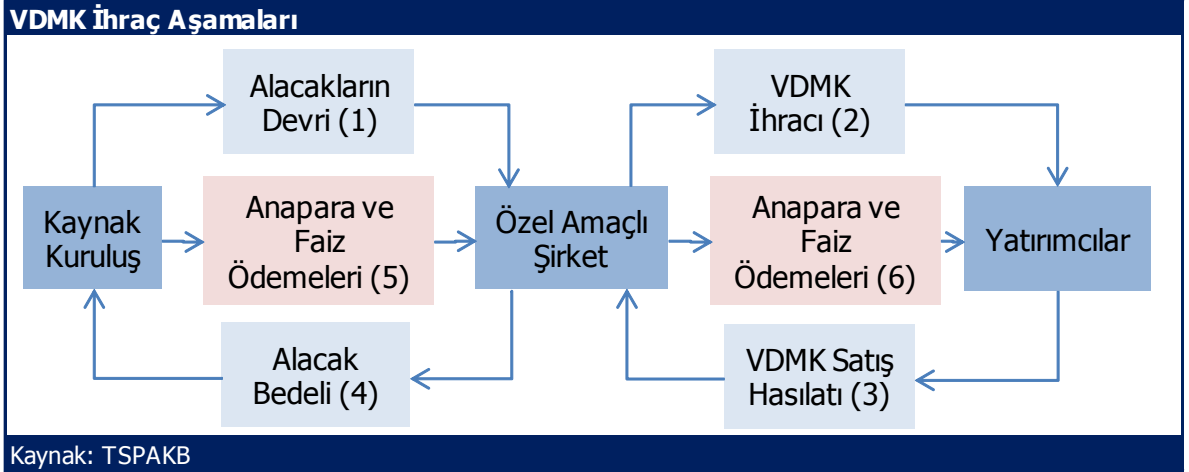 VDMK İhraç Aşamaları
Alacakların
Devri (1)
VDMK
İhracı (2)
Kaynak
Kuruluş
Anapara ve
Faiz
Ödemeleri (5)
Özel Amaçlı
Şirket
Anapara ve
Faiz
Ödemeleri (6)
Yatırımcılar
Alacak
Bedeli (4)
VDMK Satış
Hasılatı (3)
Kaynak: TSPAKB